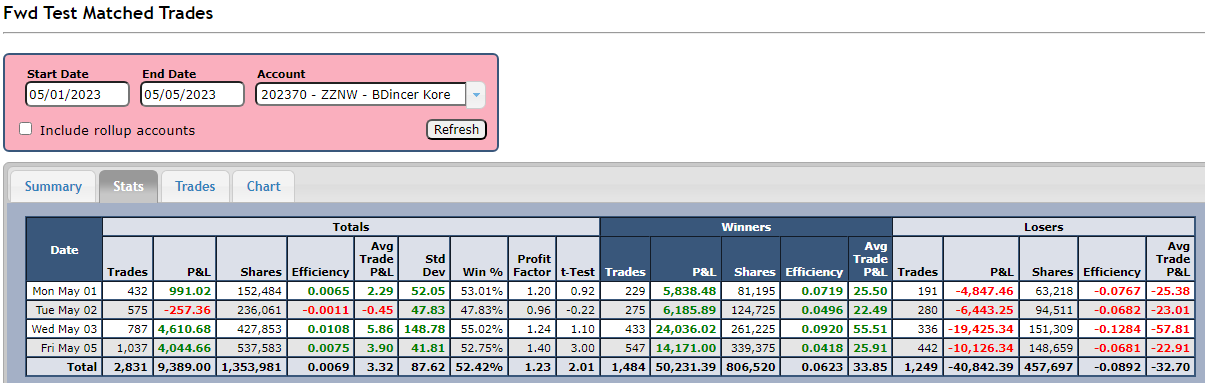 Fwd Test Matched Trades
Start Date End Date Account
05/01/2023 05/05/2023 202370 - ZZNW - BDincer Kore
Include rollup accounts Refresh
Summary Stats Trades Chart
Date Totals Winners Losers
Trades P&L Shares Efficiency Avg Trade P&L Std Dev Win % Profit Factor t-Test Trades P&L Shares Efficiency Avg Trade P&L Trades P&L Shares Efficiency Avg Trade P&L
Mon May 01 432 991.02 152,484 0.0065 2.29 52.05 53.01% 1.20 0.92 229 5,838.48 81,195 0.0719 25.50 191 -4,847.46 63,218 -0.0767 -25.38
Tue May 02 575 -257.36 236,061 -0.0011 -0.45 47.83 47.83% 0.96 -0.22 275 6,185.89 124,725 0.0496 22.49 280 -6,443.25 94,511 -0.0682 -23.01
Wed May 03 787 4,610.68 427,853 0.0108 5.86 148.78 55.02% 1.24 1.10 433 24,036.02 261,225 0.0920 55.51 336 -19,425.34 151,309 -0.1284 -57.81
Fri May 05 1,037 4,044.66 537,583 0.0075 3.90 41.81 52.75% 1.40 3.00 547 14,171.00 339,375 0.0418 25.91 442 -10,126.34 148,659 -0.0681 -22.91
Total 2,831 9,389.00 1,353,981 0.0069 3.32 87.62 52.42% 1.23 2.01 1,484 50,231.39 806,520 0.0623 33.85 1,249 -40,842.39 457,697 -0.0892 -32.70